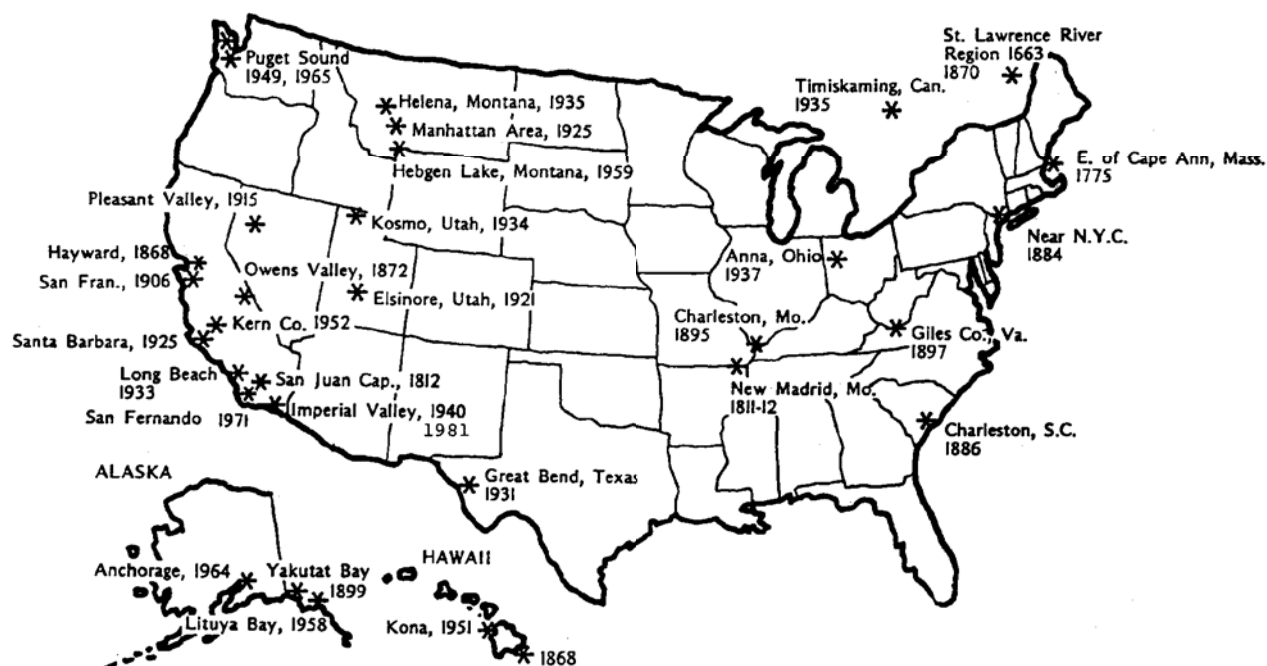 St. Lawrence River
Region 1663
1870
Puget Sound
1949, 1965
Timiskaming, Can.
1935
Helena, Montana, 1935
Manhattan Area, 1925
Hebgen Lake, Montana, 1959
E. of Cape Ann, Mass.
1775
Pleasant Valley, 1915
Kosmo, Utah, 1934
Near N.Y.C.
1884
Hayward, 1868
San Fran., 1906
Owens Valley, 1872
Elsinore, Utah, 1921
Anna, Ohio
1937
Kern Co. 1952
Santa Barbara, 1925
Charleston, Mo.
1895
Giles Co., Va.
1897
Long Beach
1933
San Juan Cap., 1812
San Fernando 1971
Imperial Valley, 1940
1981
New Madrid, Mo.
1811-12
Charleston, S.C.
1886
Great Bend, Texas
1931
ALASKA
Anchorage, 1964
Yakutat Bay
1899
Lituya Bay, 1958
HAWAII
Kona, 1951
1868